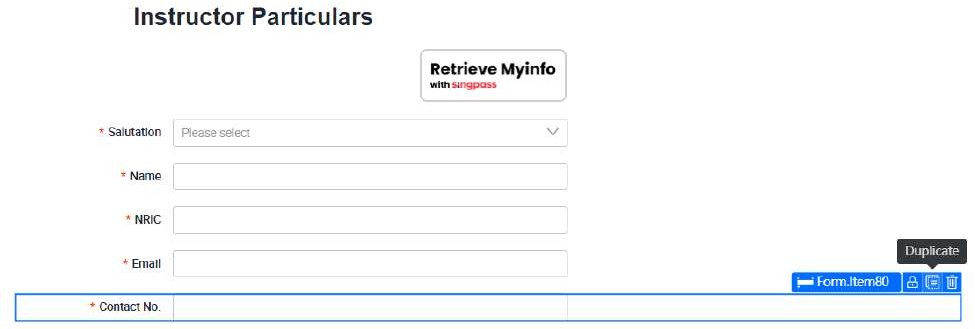 Instructor Particulars
Retrieve Myinfo
with singpass
* Salutation Please select
* Name
* NRIC
* Email
Duplicate
Form.Item80
* Contact No.